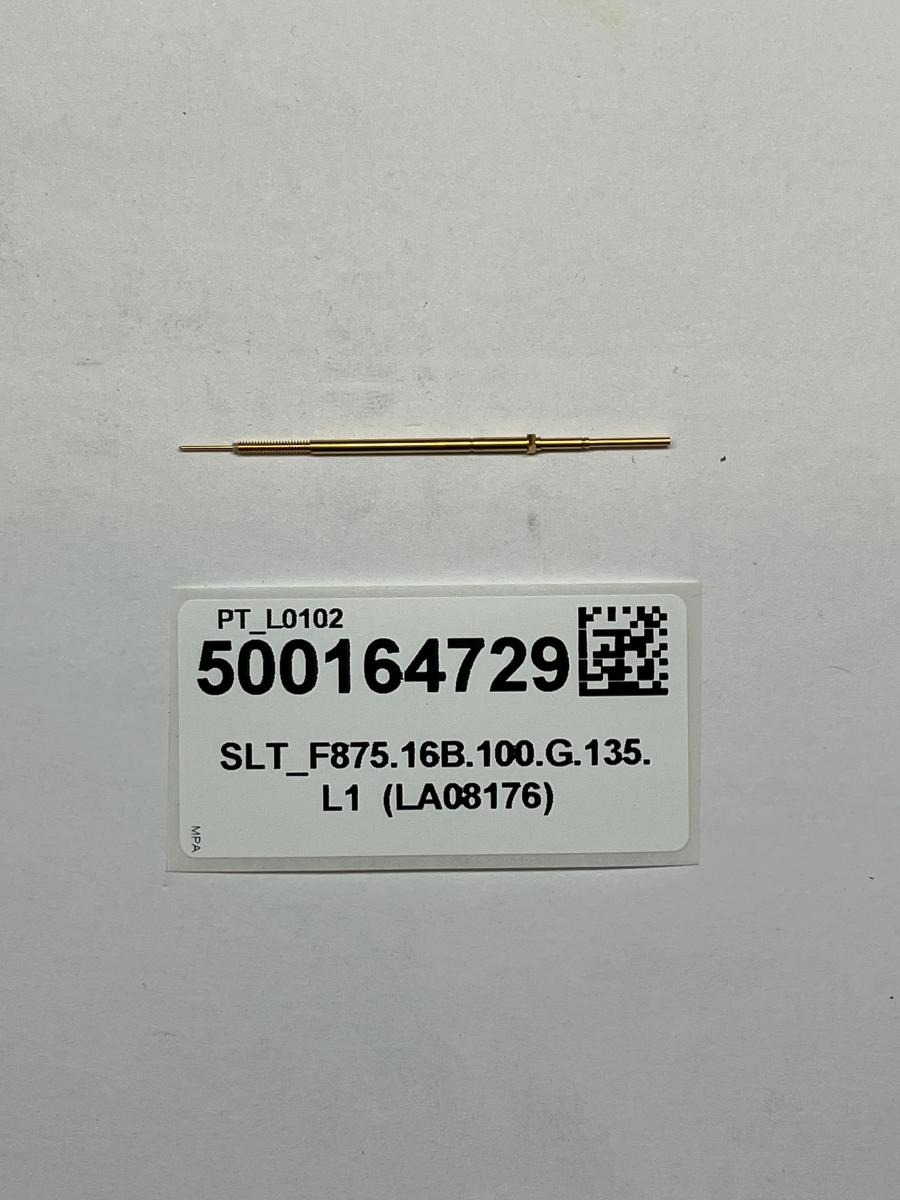 PT_L0102
500164729
SLT_F875.16B.100.G.135.
L1 (LA08176)
MPA